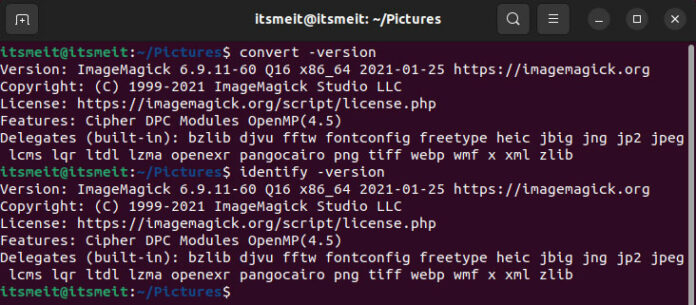 itsmeit@itsmeit: ~/Pictures
itsmeit@itsmeit:~/Pictures$ convert -version
Version: ImageMagick 6.9.11-60 Q16 x86_64 2021-01-25 https://imagemagick.org
Copyright: (C) 1999-2021 ImageMagick Studio LLC
License: https://imagemagick.org/script/license.php
Features: Cipher DPC Modules OpenMP(4.5)
Delegates (built-in): bzlib djvu fftw fontconfig freetype heic jbig jng jp2 jpeg
lcms lqr ltdl lzma openexr pangocairo png tiff webp wmf x xml zlib
itsmeit@itsmeit:~/Pictures$ identify -version
Version: ImageMagick 6.9.11-60 Q16 x86_64 2021-01-25 https://imagemagick.org
Copyright: (C) 1999-2021 ImageMagick Studio LLC
License: https://imagemagick.org/script/license.php
Features: Cipher DPC Modules OpenMP(4.5)
Delegates (built-in): bzlib djvu fftw fontconfig freetype heic jbig jng jp2 jpeg
lcms lqr ltdl lzma openexr pangocairo png tiff webp wmf x xml zlib
itsmeit@itsmeit:~/Pictures$